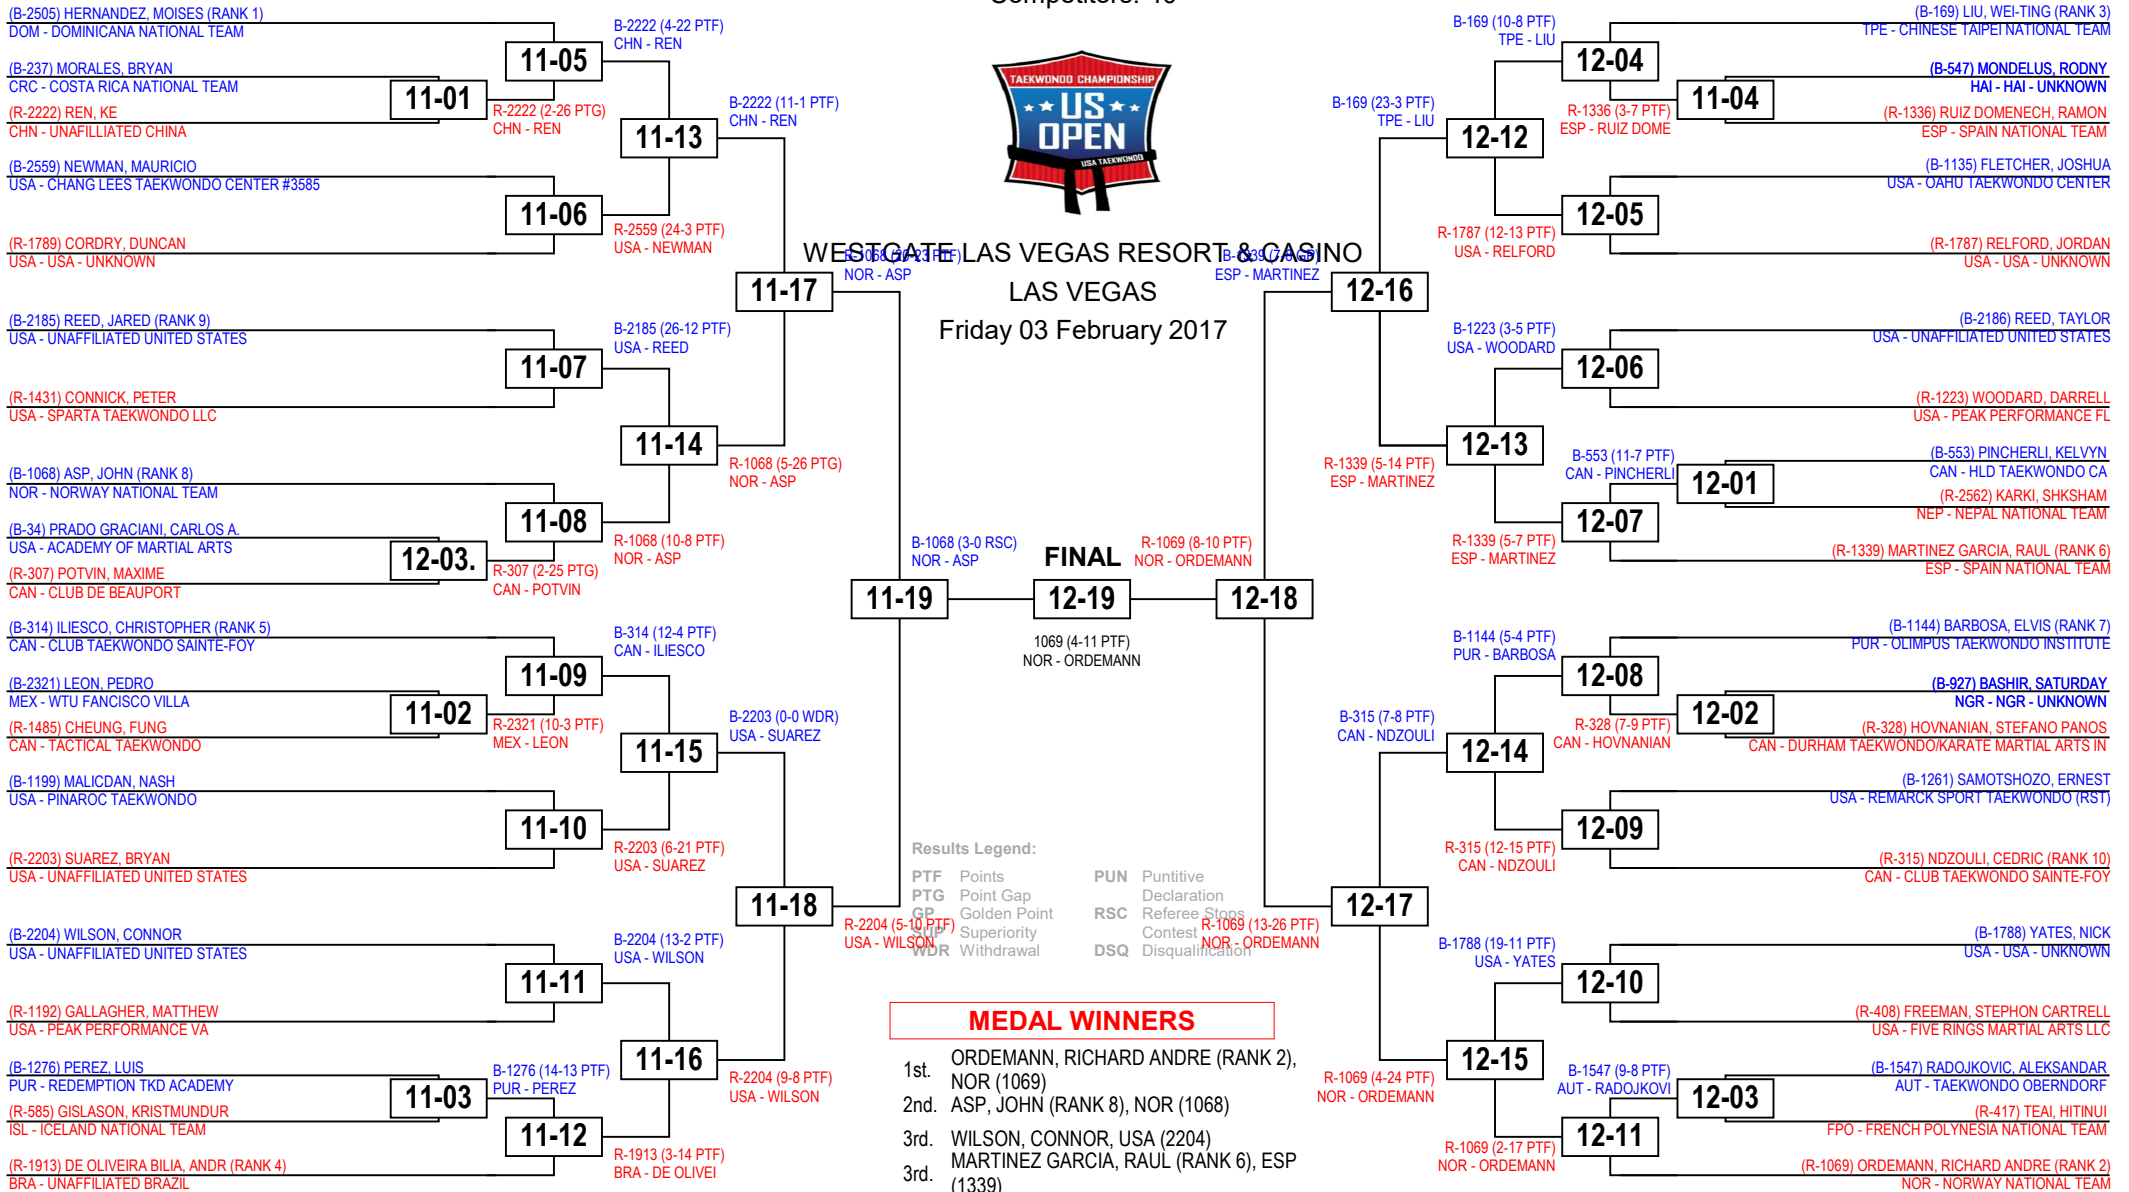 (B-2505) HERNANDEZ, MOISES (RANK 1)
DOM - DOMINICANA NATIONAL TEAM
(B-237) MORALES, BRYAN
CRC - COSTA RICA NATIONAL TEAM
(R-2222) REN, KE
CHN - UNAFILLIATED CHINA
(B-2559) NEWMAN, MAURICIO
USA - CHANG LEES TAEKWONDO CENTER #3585
(R-1789) CORDRY, DUNCAN
USA - USA - UNKNOWN
(B-2185) REED, JARED (RANK 9)
USA - UNAFFILIATED UNITED STATES
(R-1431) CONNICK, PETER
USA - SPARTA TAEKWONDO LLC
(B-1068) ASP, JOHN (RANK 8)
NOR - NORWAY NATIONAL TEAM
(B-34) PRADO GRACIANI, CARLOS A.
USA - ACADEMY OF MARTIAL ARTS
(R-307) POTVIN, MAXIME
CAN - CLUB DE BEAUPORT
(B-314) ILIESCO, CHRISTOPHER (RANK 5)
CAN - CLUB TAEKWONDO SAINTE-FOY
(B-2321) LEON, PEDRO
MEX - WTU FANCISCO VILLA
(R-1485) CHEUNG, FUNG
CAN - TACTICAL TAEKWONDO
(B-1199) MALICDAN, NASH
USA - PINAROC TAEKWONDO
(R-2203) SUAREZ, BRYAN
USA - UNAFFILIATED UNITED STATES
(B-2204) WILSON, CONNOR
USA - UNAFFILIATED UNITED STATES
(R-1192) GALLAGHER, MATTHEW
USA - PEAK PERFORMANCE VA
(B-1276) PEREZ, LUIS
PUR - REDEMPTION TKD ACADEMY
(R-585) GISLASON, KRISTMUNDUR
ISL - ICELAND NATIONAL TEAM
(R-1913) DE OLIVEIRA BILIA, ANDR (RANK 4)
BRA - UNAFFILIATED BRAZIL
11-01
12-03.
11-02
11-03
R-2222 (2-26 PTG)
CHN - REN
R-307 (2-25 PTG)
CAN - POTVIN
R-2321 (10-3 PTF)
MEX - LEON
B-1276 (14-13 PTF)
PUR - PEREZ
11-05
11-06
11-07
11-08
11-09
11-10
11-11
11-12
B-2222 (4-22 PTF)
CHN - REN
R-2559 (24-3 PTF)
USA - NEWMAN
B-2185 (26-12 PTF)
USA - REED
R-1068 (10-8 PTF)
NOR - ASP
B-314 (12-4 PTF)
CAN - ILIESCO
R-2203 (6-21 PTF)
USA - SUAREZ
B-2204 (13-2 PTF)
USA - WILSON
R-1913 (3-14 PTF)
BRA - DE OLIVEI
11-13
11-14
11-15
11-16
B-2222 (11-1 PTF)
CHN - REN
R-1068 (5-26 PTG)
NOR - ASP
B-2203 (0-0 WDR)
USA - SUAREZ
R-2204 (9-8 PTF)
USA - WILSON
11-17
11-18
NOR - ASP
R-2204 (5-10 PTF)
USA - WILSON
11-19
B-1068 (3-0 RSC)
NOR - ASP
TAEKWONDO CHAMPIONSHIP
US
OPEN
USA TAEKWONDO
WESTGATE LAS VEGAS RESORT & CASINO
LAS VEGAS
Friday 03 February 2017
FINAL
12-19
1069 (4-11 PTF)
NOR - ORDEMANN
R-1069 (8-10 PTF)
NOR - ORDEMANN
12-18
Results Legend:
PTF Points
PTG Point Gap
GP Golden Point
SUP Superiority
WDR Withdrawal
PUN Puntitive
Declaration
RSC Referee Stops
Contest
DSQ Disqualification
MEDAL WINNERS
1st. ORDEMANN, RICHARD ANDRE (RANK 2),
NOR (1069)
2nd. ASP, JOHN (RANK 8), NOR (1068)
3rd. WILSON, CONNOR, USA (2204)
3rd. MARTINEZ GARCIA, RAUL (RANK 6), ESP
(1339)
ESP - MARTINEZ
R-1069 (13-26 PTF)
NOR - ORDEMANN
12-16
12-17
B-169 (23-3 PTF)
TPE - LIU
R-1339 (5-14 PTF)
ESP - MARTINEZ
B-315 (7-8 PTF)
CAN - NDZOULI
R-1069 (4-24 PTF)
NOR - ORDEMANN
12-12
12-13
12-14
12-15
B-169 (10-8 PTF)
TPE - LIU
R-1787 (12-13 PTF)
USA - RELFORD
B-1223 (3-5 PTF)
USA - WOODARD
R-1339 (5-7 PTF)
ESP - MARTINEZ
B-1144 (5-4 PTF)
PUR - BARBOSA
R-315 (12-15 PTF)
CAN - NDZOULI
B-1788 (19-11 PTF)
USA - YATES
R-1069 (2-17 PTF)
NOR - ORDEMANN
12-04
12-05
12-06
12-07
12-08
12-09
12-10
12-11
R-1336 (3-7 PTF)
ESP - RUIZ DOME
B-553 (11-7 PTF)
CAN - PINCHERLI
R-328 (7-9 PTF)
CAN - HOVNANIAN
B-1547 (9-8 PTF)
AUT - RADOJKOVI
11-04
12-01
12-02
12-03
(B-169) LIU, WEI-TING (RANK 3)
TPE - CHINESE TAIPEI NATIONAL TEAM
(B-547) MONDELUS, RODNY
HAI - HAI - UNKNOWN
(R-1336) RUIZ DOMENECH, RAMON
ESP - SPAIN NATIONAL TEAM
(B-1135) FLETCHER, JOSHUA
USA - OAHU TAEKWONDO CENTER
(R-1787) RELFORD, JORDAN
USA - USA - UNKNOWN
(B-2186) REED, TAYLOR
USA - UNAFFILIATED UNITED STATES
(R-1223) WOODARD, DARRELL
USA - PEAK PERFORMANCE FL
(B-553) PINCHERLI, KELVYN
CAN - HLD TAEKWONDO CA
(R-2562) KARKI, SHKSHAM
NEP - NEPAL NATIONAL TEAM
(R-1339) MARTINEZ GARCIA, RAUL (RANK 6)
ESP - SPAIN NATIONAL TEAM
(B-1144) BARBOSA, ELVIS (RANK 7)
PUR - OLIMPUS TAEKWONDO INSTITUTE
(B-927) BASHIR, SATURDAY
NGR - NGR - UNKNOWN
(R-328) HOVNANIAN, STEFANO PANOS
CAN - DURHAM TAEKWONDO/KARATE MARTIAL ARTS IN
(B-1261) SAMOTSHOZO, ERNEST
USA - REMARCK SPORT TAEKWONDO (RST)
(R-315) NDZOULI, CEDRIC (RANK 10)
CAN - CLUB TAEKWONDO SAINTE-FOY
(B-1788) YATES, NICK
USA - USA - UNKNOWN
(R-408) FREEMAN, STEPHON CARTRELL
USA - FIVE RINGS MARTIAL ARTS LLC
(B-1547) RADOJKOVIC, ALEKSANDAR
AUT - TAEKWONDO OBERNDORF
(R-417) TEAI, HITINUI
FPO - FRENCH POLYNESIA NATIONAL TEAM
(R-1069) ORDEMANN, RICHARD ANDRE (RANK 2)
NOR - NORWAY NATIONAL TEAM